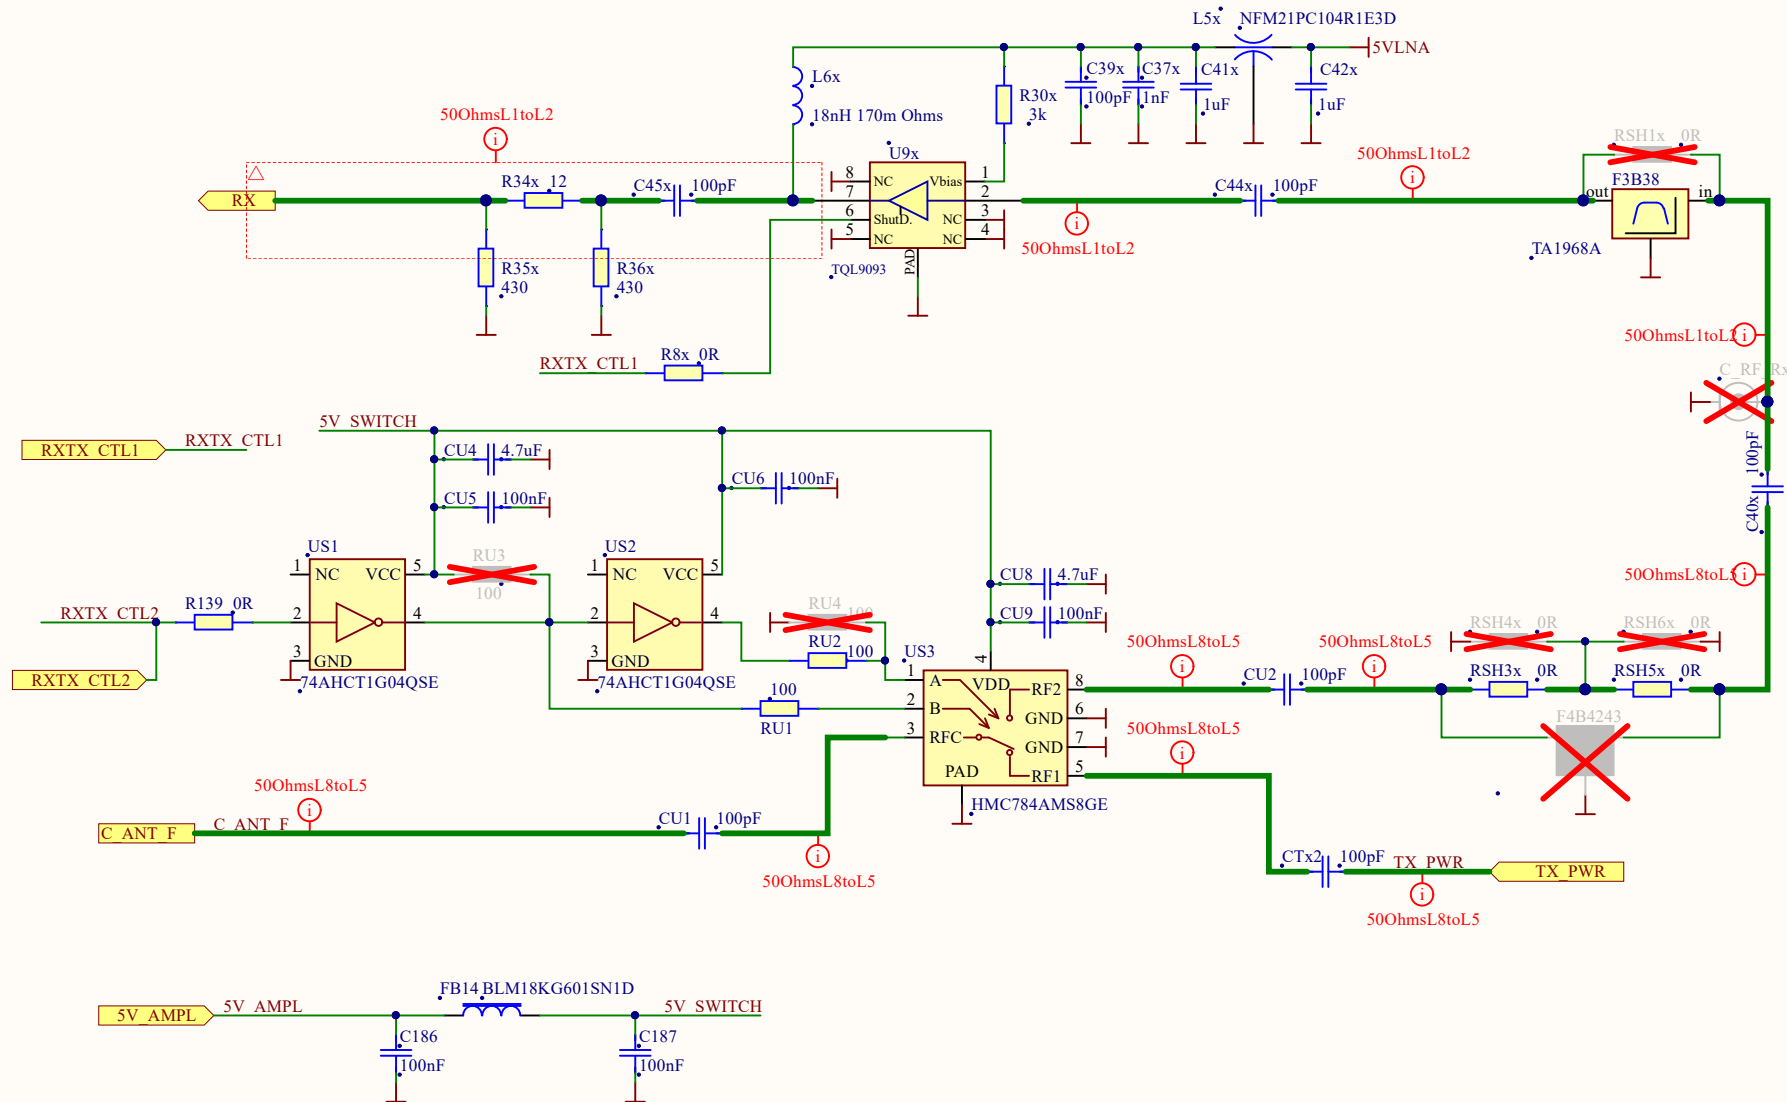 L5x NFM21PC104R1E3D
5VLNA
L6x
18nH 170m Ohms
R30x
3k
C39x
100pF
C37x
1nF
C41x
1uF
C42x
1uF
50OhmsL1toL2
i
R34x 12
C45x 100pF
RX
R35x
430
R36x
430
U9x
8 NC Vbias 1
7 2
6 ShutD. NC 3
5 NC NC 4
PAD
TQL9093
50OhmsL1toL2
i
C44x 100pF
50OhmsL1toL2
i
RSH1x 0R
F3B38
out in
TA1968A
RXTX_CTL1
R8x 0R
50OhmsL1toL2
i
C_RF_Rx
100pF
C40x
50OhmsL8toL5
i
RXTX_CTL1
RXTX_CTL1
5V_SWITCH
CU4 4.7uF
CU5 100nF
CU6 100nF
US1
1 NC VCC 5
2 4
3 GND
74AHCT1G04QSE
RU3
100
US2
1 NC VCC 5
2 4
3 GND
74AHCT1G04QSE
RXTX_CTL2
R139 0R
RXTX_CTL2
RU4 100
RU2 100
100
RU1
CU8 4.7uF
CU9 100nF
US3
4
1 A VDD RF2 8
2 B GND 6
3 RFC GND 7
PAD RF1 5
HMC784AMS8GE
50OhmsL8toL5
i
CU2 100pF
50OhmsL8toL5
i
RSH4x 0R
RSH6x 0R
RSH3x 0R
RSH5x 0R
F4B4243
50OhmsL8toL5
i
50OhmsL8toL5
i
C_ANT_F
C_ANT_F
CU1 100pF
i
50OhmsL8toL5
CTx2 100pF
TX_PWR
TX_PWR
i
50OhmsL8toL5
5V_AMPL
5V_AMPL
FB14 BLM18KG601SN1D
5V_SWITCH
C186
100nF
C187
100nF